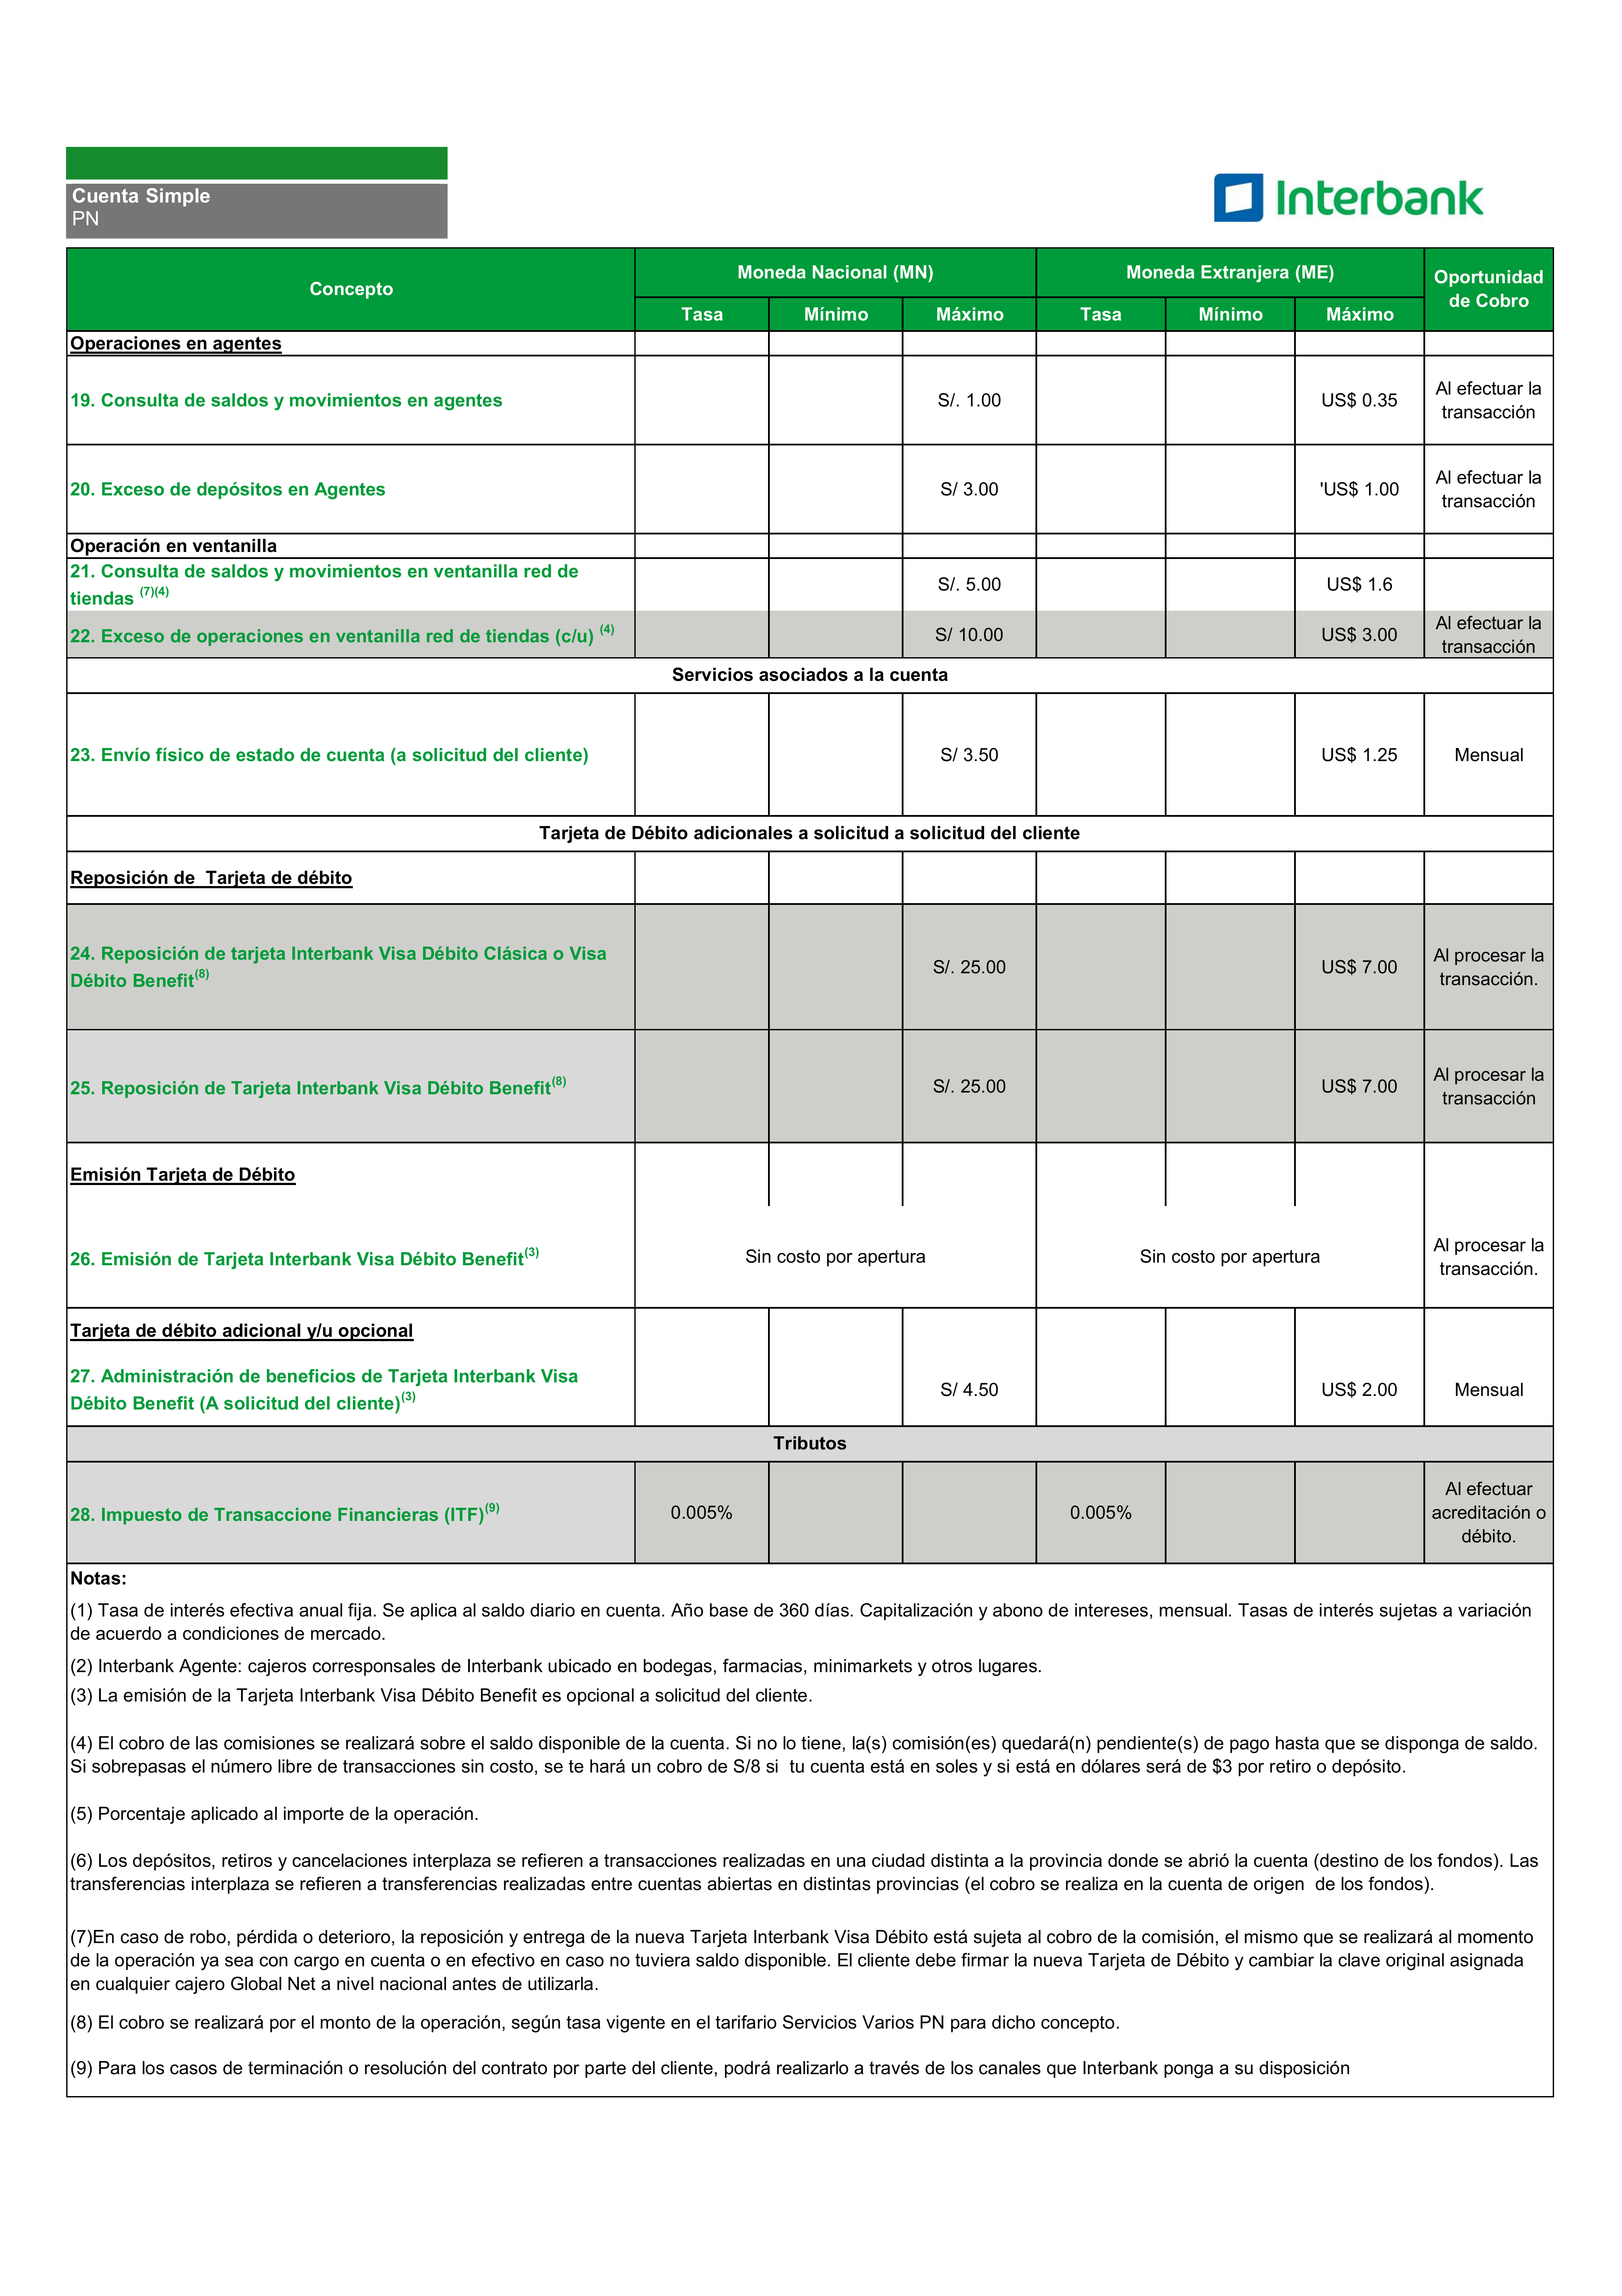 Cuenta Simple
PN
Interbank
Concepto
Moneda Nacional (MN)
Moneda Extranjera (ME)
Oportunidad
de Cobro
Tasa
Mínimo
Máximo
Tasa
Mínimo
Máximo
Operaciones en agentes
19. Consulta de saldos y movimientos en agentes
S/. 1.00
US$ 0.35
Al efectuar la
transacción
20. Exceso de depósitos en Agentes
S/ 3.00
'US$ 1.00
Al efectuar la
transacción
Operación en ventanilla
21. Consulta de saldos y movimientos en ventanilla red de
tiendas (7)(4)
S/. 5.00
US$ 1.6
22. Exceso de operaciones en ventanilla red de tiendas (c/u) (4)
S/ 10.00
US$ 3.00
Al efectuar la
transacción
Servicios asociados a la cuenta
23. Envío físico de estado de cuenta (a solicitud del cliente)
S/ 3.50
US$ 1.25
Mensual
Tarjeta de Débito adicionales a solicitud a solicitud del cliente
Reposición de  Tarjeta de débito
24. Reposición de tarjeta Interbank Visa Débito Clásica o Visa
Débito Benefit(8)
S/. 25.00
US$ 7.00
Al procesar la
transacción.
25. Reposición de Tarjeta Interbank Visa Débito Benefit(8)
S/. 25.00
US$ 7.00
Al procesar la
transacción
Emisión Tarjeta de Débito
26. Emisión de Tarjeta Interbank Visa Débito Benefit(3)
Sin costo por apertura
Sin costo por apertura
Al procesar la
transacción.
Tarjeta de débito adicional y/u opcional
27. Administración de beneficios de Tarjeta Interbank Visa
Débito Benefit (A solicitud del cliente)(3)
S/ 4.50
US$ 2.00
Mensual
Tributos
28. Impuesto de Transaccione Financieras (ITF)(9)
0.005%
0.005%
Al efectuar
acreditación o
débito.
Notas:
(1) Tasa de interés efectiva anual fija. Se aplica al saldo diario en cuenta. Año base de 360 días. Capitalización y abono de intereses, mensual. Tasas de interés sujetas a variación
de acuerdo a condiciones de mercado.
(2) Interbank Agente: cajeros corresponsales de Interbank ubicado en bodegas, farmacias, minimarkets y otros lugares.
(3) La emisión de la Tarjeta Interbank Visa Débito Benefit es opcional a solicitud del cliente.
(4) El cobro de las comisiones se realizará sobre el saldo disponible de la cuenta. Si no lo tiene, la(s) comisión(es) quedará(n) pendiente(s) de pago hasta que se disponga de saldo.
Si sobrepasas el número libre de transacciones sin costo, se te hará un cobro de S/8 si  tu cuenta está en soles y si está en dólares será de $3 por retiro o depósito.
(5) Porcentaje aplicado al importe de la operación.
(6) Los depósitos, retiros y cancelaciones interplaza se refieren a transacciones realizadas en una ciudad distinta a la provincia donde se abrió la cuenta (destino de los fondos). Las
transferencias interplaza se refieren a transferencias realizadas entre cuentas abiertas en distintas provincias (el cobro se realiza en la cuenta de origen  de los fondos).
(7)En caso de robo, pérdida o deterioro, la reposición y entrega de la nueva Tarjeta Interbank Visa Débito está sujeta al cobro de la comisión, el mismo que se realizará al momento
de la operación ya sea con cargo en cuenta o en efectivo en caso no tuviera saldo disponible. El cliente debe firmar la nueva Tarjeta de Débito y cambiar la clave original asignada
en cualquier cajero Global Net a nivel nacional antes de utilizarla.
(8) El cobro se realizará por el monto de la operación, según tasa vigente en el tarifario Servicios Varios PN para dicho concepto.
(9) Para los casos de terminación o resolución del contrato por parte del cliente, podrá realizarlo a través de los canales que Interbank ponga a su disposición